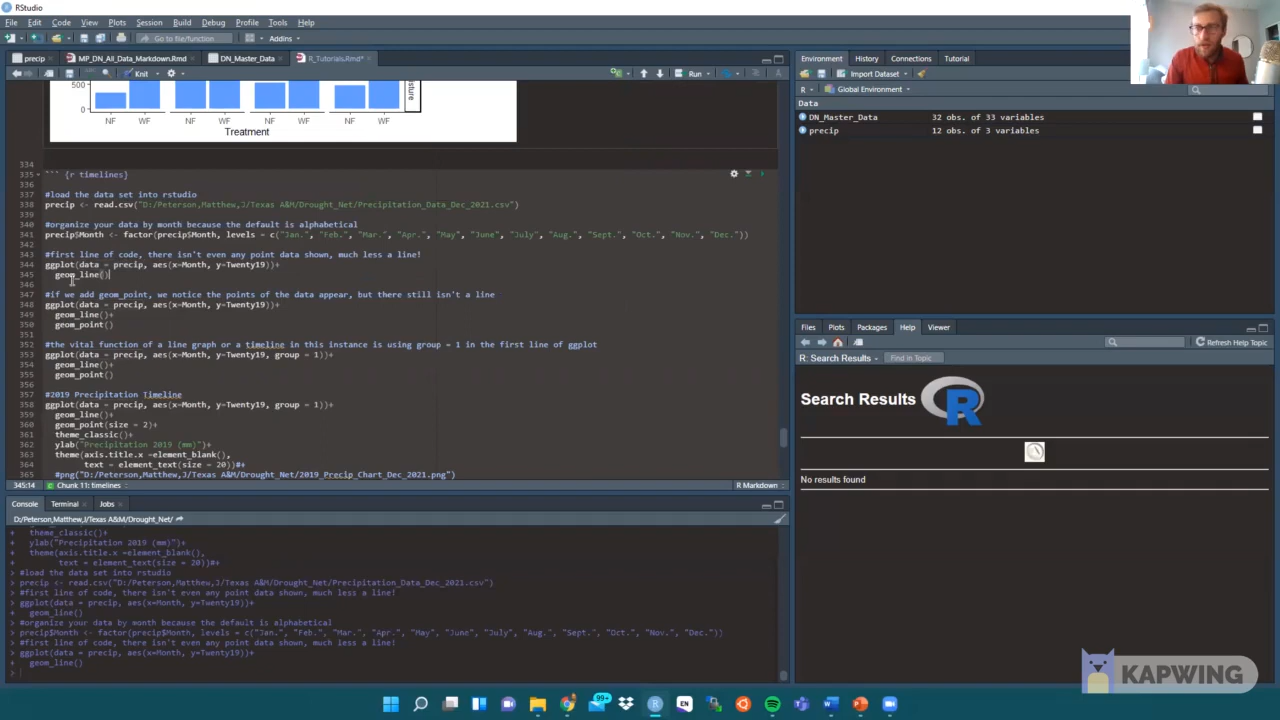 RStudio
File Edit Code View Plots Session Build Debug Profile Tools Help
Go to file/function
Addins
precip MP_DN_All_Data_Markdown.Rmd DN_Master_Data R_Tutorials.Rmd*
Knit
Run
500
0
NF WF NF WF NF WF NF WF
Treatment
334
335 ``` {r timelines}
336
337 #load the data set into rstudio
338 precip <- read.csv("D:/Peterson,Matthew,J/Texas A&M/Drought_Net/Precipitation_Data_Dec_2021.csv")
339
340 #organize your data by month because the default is alphabetical
341 precip$Month <- factor(precip$Month, levels = c("Jan.", "Feb.", "Mar.", "Apr.", "May", "June", "July", "Aug.", "Sept.", "Oct.", "Nov.", "Dec."))
342
343 #first line of code, there isn't even any point data shown, much less a line!
344 ggplot(data = precip, aes(x=Month, y=Twenty19))+
345 geom_line()
346
347 #if we add geom_point, we notice the points of the data appear, but there still isn't a line
348 ggplot(data = precip, aes(x=Month, y=Twenty19))+
349 geom_line()+
350 geom_point()
351
352 #the vital function of a line graph or a timeline in this instance is using group = 1 in the first line of ggplot
353 ggplot(data = precip, aes(x=Month, y=Twenty19, group = 1))+
354 geom_line()+
355 geom_point()
356
357 #2019 Precipitation Timeline
358 ggplot(data = precip, aes(x=Month, y=Twenty19, group = 1))+
359 geom_line()+
360 geom_point(size = 2)+
361 theme_classic()+
362 ylab("Precipitation 2019 (mm)")+
363 theme(axis.title.x =element_blank(),
364 text = element_text(size = 20))#+
365 #png("D:/Peterson,Matthew,J/Texas A&M/Drought_Net/2019_Precip_Chart_Dec_2021.png")
345:14 Chunk 11: timelines R Markdown
Console Terminal Jobs
D:/Peterson,Matthew,J/Texas A&M/Drought_Net/
+ theme_classic()+
+ ylab("Precipitation 2019 (mm)")+
+ theme(axis.title.x =element_blank(),
+ text = element_text(size = 20))#+
> #load the data set into rstudio
> precip <- read.csv("D:/Peterson,Matthew,J/Texas A&M/Drought_Net/Precipitation_Data_Dec_2021.csv")
> #first line of code, there isn't even any point data shown, much less a line!
> ggplot(data = precip, aes(x=Month, y=Twenty19))+
+ geom_line()
> #organize your data by month because the default is alphabetical
> precip$Month <- factor(precip$Month, levels = c("Jan.", "Feb.", "Mar.", "Apr.", "May", "June", "July", "Aug.", "Sept.", "Oct.", "Nov.", "Dec."))
> #first line of code, there isn't even any point data shown, much less a line!
> ggplot(data = precip, aes(x=Month, y=Twenty19))+
+ geom_line()
>
Environment History Connections Tutorial
Import Dataset
R Global Environment
Data
DN_Master_Data 32 obs. of 33 variables
precip 12 obs. of 3 variables
Files Plots Packages Help Viewer
Refresh Help Topic
R: Search Results Find in Topic
Search Results R
No results found
KAPWING
99+
EN